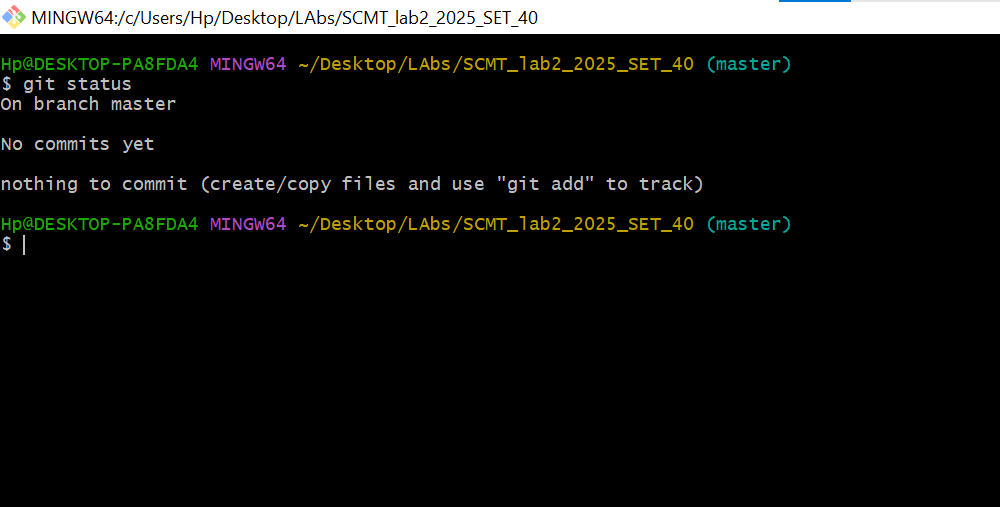 MINGW64:/c/Users/Hp/Desktop/LAbs/SCMT_lab2_2025_SET_40
Hp@DESKTOP-PA8FDA4 MINGW64 ~/Desktop/LAbs/SCMT_lab2_2025_SET_40 (master)
$ git status
On branch master
No commits yet
nothing to commit (create/copy files and use "git add" to track)
Hp@DESKTOP-PA8FDA4 MINGW64 ~/Desktop/LAbs/SCMT_lab2_2025_SET_40 (master)
$